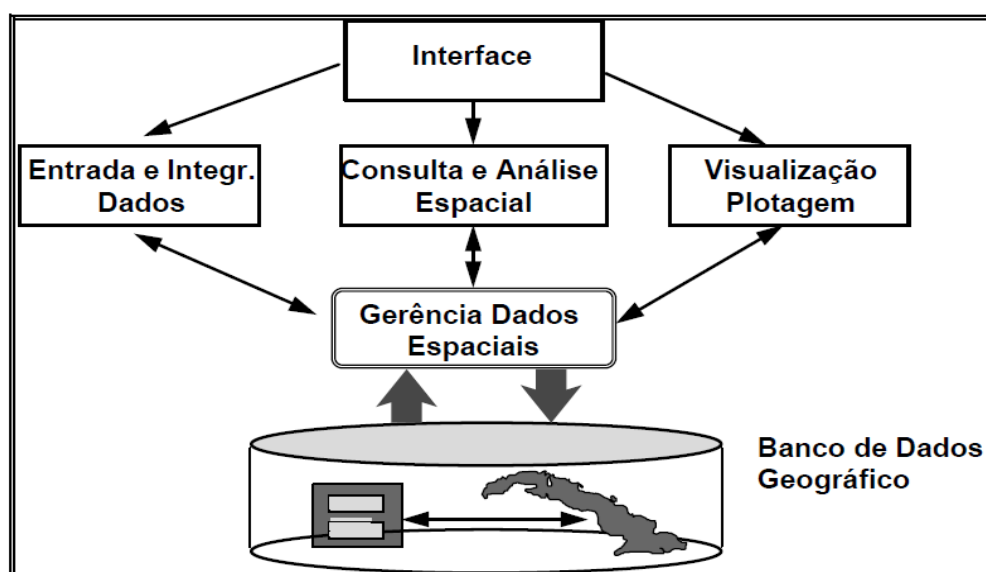 Interface
Entrada e Integr.
Dados
Consulta e Análise
Espacial
Visualização
Plotagem
Gerência Dados
Espaciais
Banco de Dados
Geográfico